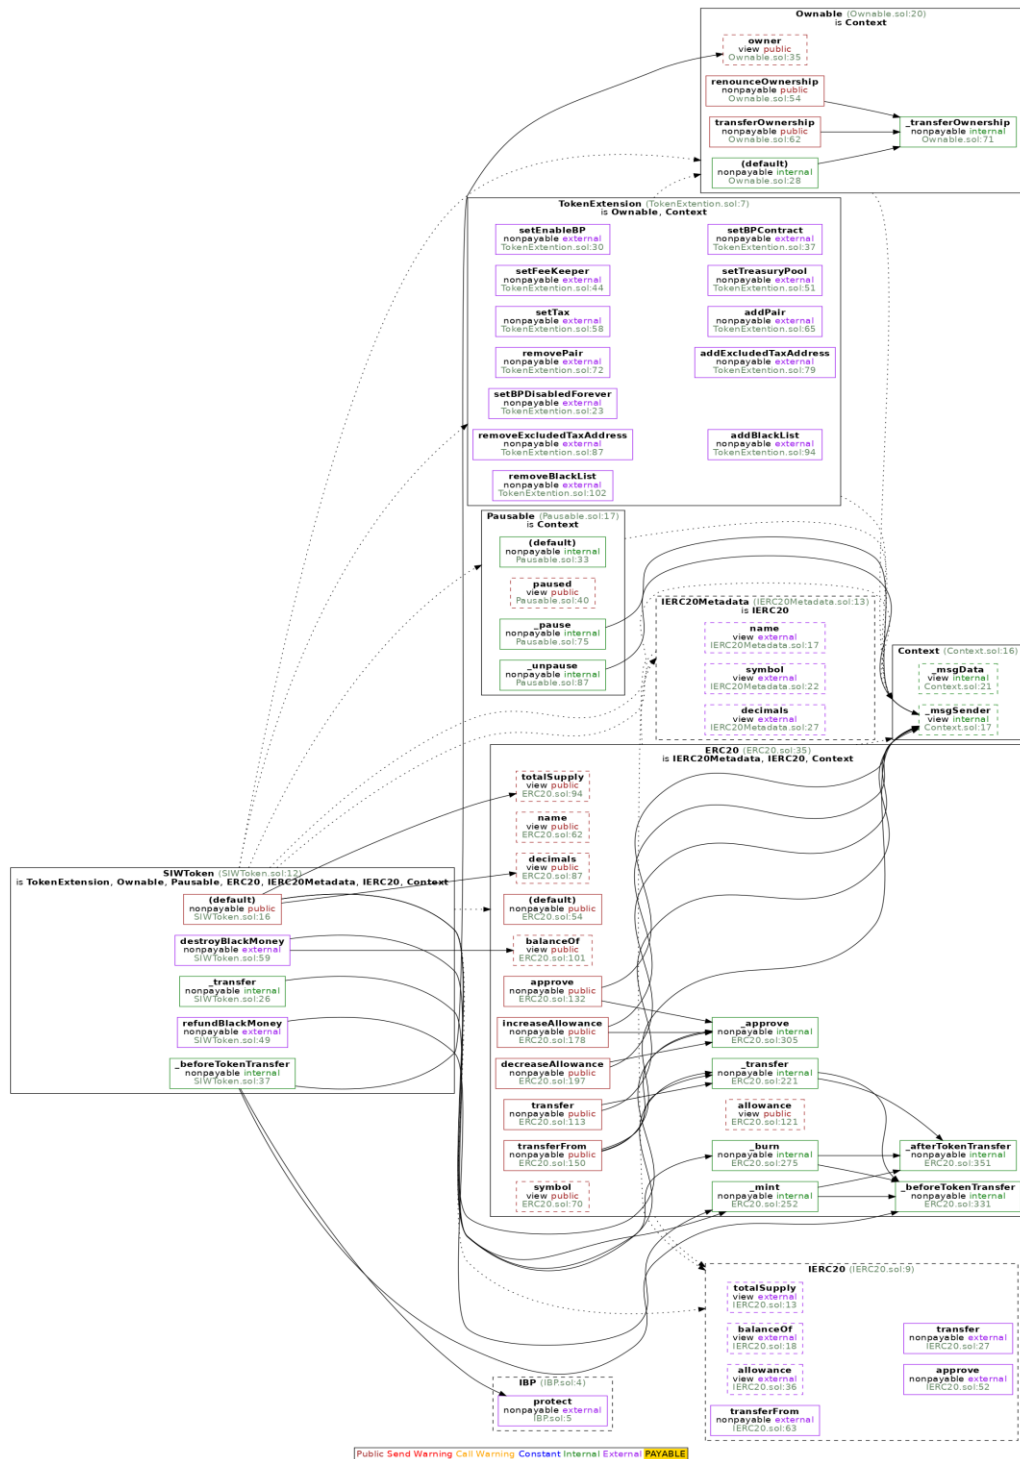 Ownable (Ownable.sol:20)
is Context
owner
view public
Ownable.sol:35
renounceOwnership
nonpayable public
Ownable.sol:54
transferOwnership
nonpayable public
Ownable.sol:62
_transferOwnership
nonpayable internal
Ownable.sol:71
(default)
nonpayable internal
Ownable.sol:28
TokenExtension (TokenExtention.sol:7)
is Ownable, Context
setEnableBP
nonpayable external
TokenExtention.sol:30
setBPContract
nonpayable external
TokenExtention.sol:37
setFeeKeeper
nonpayable external
TokenExtention.sol:44
setTreasuryPool
nonpayable external
TokenExtention.sol:51
setTax
nonpayable external
TokenExtention.sol:58
addPair
nonpayable external
TokenExtention.sol:65
removePair
nonpayable external
TokenExtention.sol:72
addExcludedTaxAddress
nonpayable external
TokenExtention.sol:79
setBPDisabledForever
nonpayable external
TokenExtention.sol:23
removeExcludedTaxAddress
nonpayable external
TokenExtention.sol:87
addBlackList
nonpayable external
TokenExtention.sol:94
removeBlackList
nonpayable external
TokenExtention.sol:102
Pausable (Pausable.sol:17)
is Context
(default)
nonpayable internal
Pausable.sol:33
paused
view public
Pausable.sol:40
_pause
nonpayable internal
Pausable.sol:75
_unpause
nonpayable internal
Pausable.sol:87
IERC20Metadata (IERC20Metadata.sol:13)
is IERC20
name
view external
IERC20Metadata.sol:17
symbol
view external
IERC20Metadata.sol:22
decimals
view external
IERC20Metadata.sol:27
Context (Context.sol:16)
_msgData
view internal
Context.sol:21
_msgSender
view internal
Context.sol:17
ERC20 (ERC20.sol:35)
is IERC20Metadata, IERC20, Context
totalSupply
view public
ERC20.sol:94
name
view public
ERC20.sol:62
decimals
view public
ERC20.sol:87
(default)
nonpayable public
ERC20.sol:54
balanceOf
view public
ERC20.sol:101
approve
nonpayable public
ERC20.sol:132
increaseAllowance
nonpayable public
ERC20.sol:178
_approve
nonpayable internal
ERC20.sol:305
decreaseAllowance
nonpayable public
ERC20.sol:197
_transfer
nonpayable internal
ERC20.sol:221
transfer
nonpayable public
ERC20.sol:113
allowance
view public
ERC20.sol:121
transferFrom
nonpayable public
ERC20.sol:150
_burn
nonpayable internal
ERC20.sol:275
_afterTokenTransfer
nonpayable internal
ERC20.sol:351
symbol
view public
ERC20.sol:70
_mint
nonpayable internal
ERC20.sol:252
_beforeTokenTransfer
nonpayable internal
ERC20.sol:331
SIWToken (SIWToken.sol:12)
is TokenExtension, Ownable, Pausable, ERC20, IERC20Metadata, IERC20, Context
(default)
nonpayable public
SIWToken.sol:16
destroyBlackMoney
nonpayable external
SIWToken.sol:59
_transfer
nonpayable internal
SIWToken.sol:26
refundBlackMoney
nonpayable external
SIWToken.sol:49
_beforeTokenTransfer
nonpayable internal
SIWToken.sol:37
IERC20 (IERC20.sol:9)
totalSupply
view external
IERC20.sol:13
balanceOf
view external
IERC20.sol:18
transfer
nonpayable external
IERC20.sol:27
allowance
view external
IERC20.sol:36
approve
nonpayable external
IERC20.sol:52
transferFrom
nonpayable external
IERC20.sol:63
IBP (IBP.sol:4)
protect
nonpayable external
IBP.sol:5
Public Send Warning Call Warning Constant Internal External PAYABLE